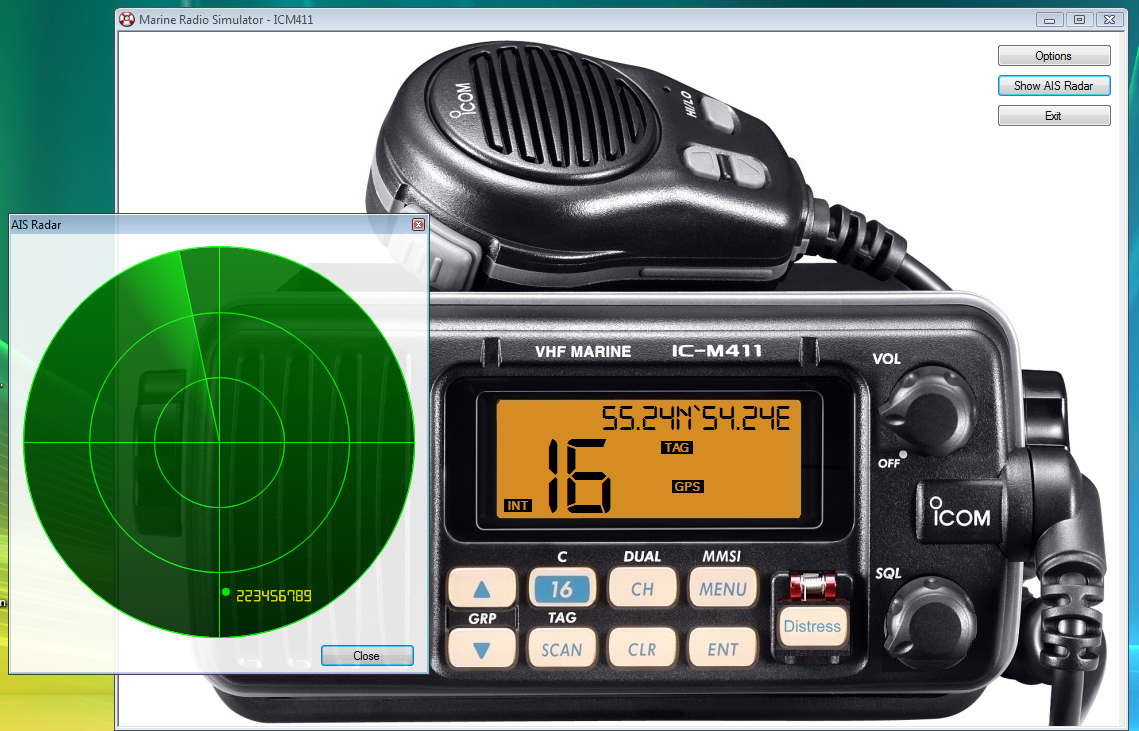 Marine Radio Simulator - ICM411
Options
Show AIS Radar
Exit
ICOM
HI/LO
AIS Radar
223456789
Close
VHF MARINE IC-M411
VOL
OFF
55.24N`54.24E
TAG
16
GPS
INT
ICOM
SQL
C DUAL MMSI
16 CH MENU
GRP TAG
SCAN CLR ENT
Distress